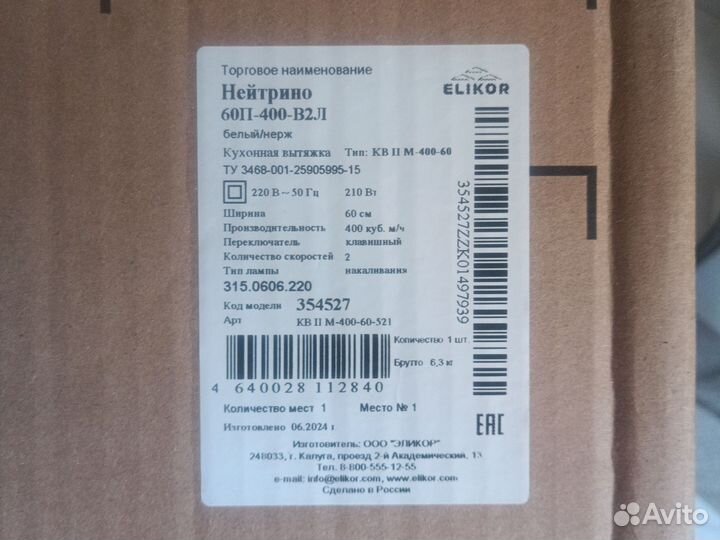 Торговое наименование
ELIKOR
Нейтрино
60П-400-В2Л
белый/нерж
Кухонная вытяжка Тип: КВ II М-400-60
ТУ 3468-001-25905995-15
220 В ~ 50 Гц 210 Вт
Ширина 60 см
Производительность 400 куб. м/ч
Переключатель клавишный
Количество скоростей 2
Тип лампы накаливания
315.0606.220
Код модели 354527
Арт КВ II М-400-60-521
354527ZZK01497939
Количество 1 шт
Брутто 6,3 кг
4 640028 112840
Количество мест 1 Место № 1
Изготовлено 06.2024 г.
EAC
Изготовитель: ООО "ЭЛИКОР"
248033, г. Калуга, проезд 2-й Академический, 13
Тел. 8-800-555-12-55
e-mail: info@elikor.com, www.elikor.com
Сделано в России
Avito